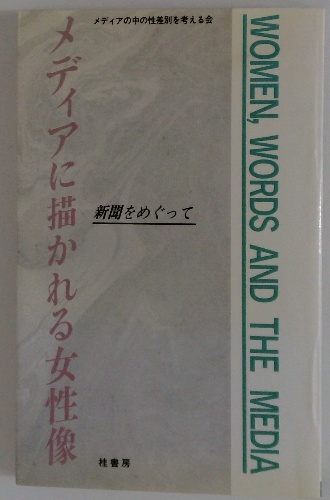 メディアの中の性差別を考える会
メディアに描かれる女性像
新聞をめぐって
WOMEN, WORDS AND THE MEDIA
桂書房